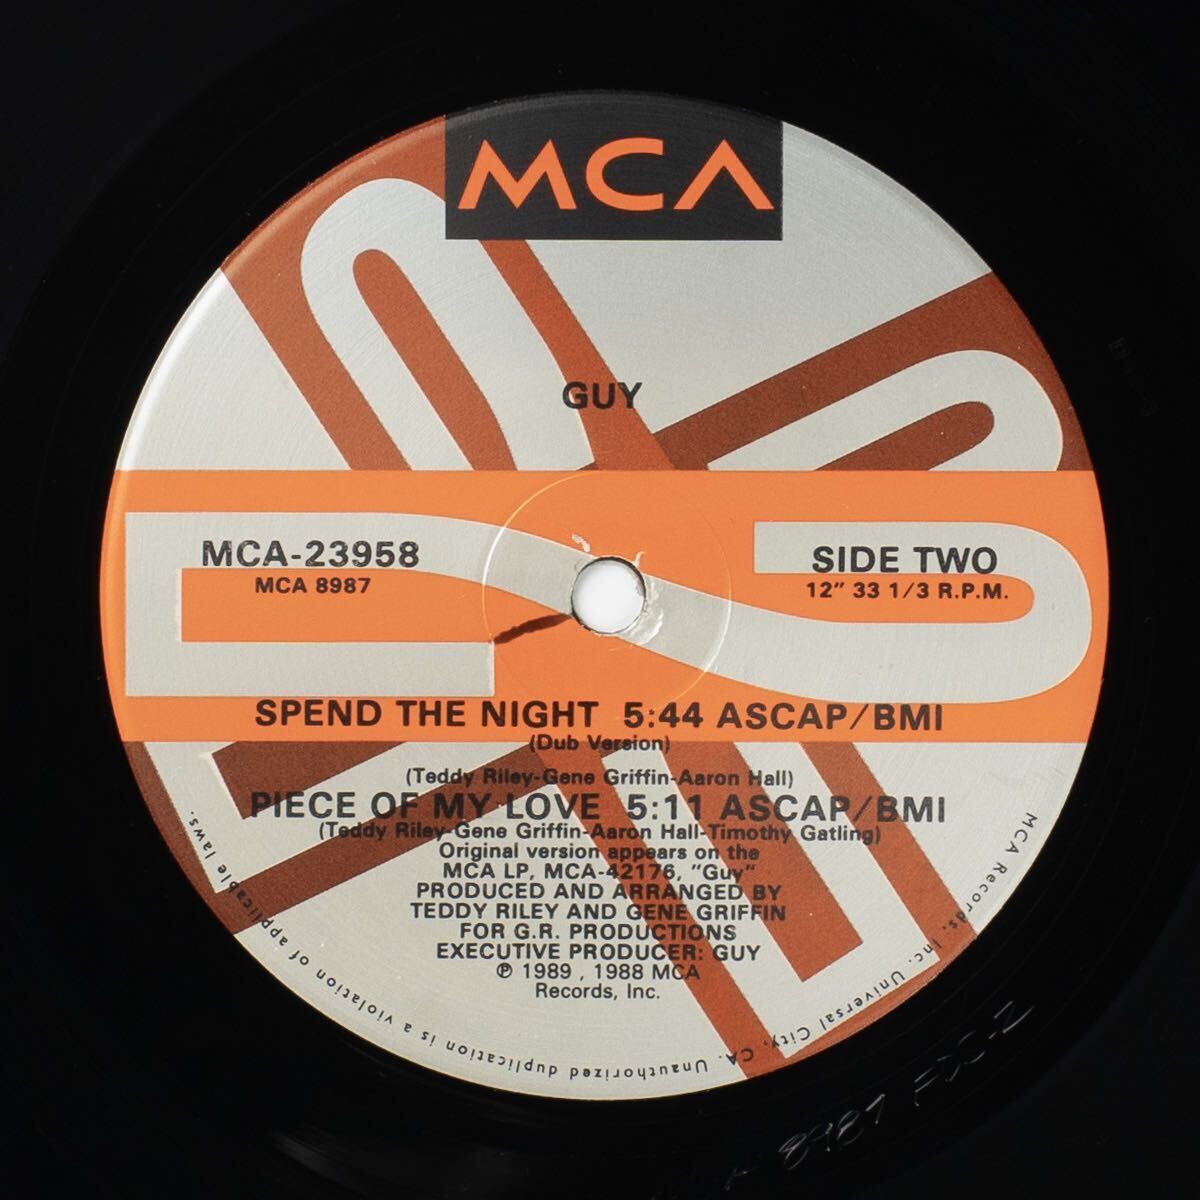 MCA
GUY
MCA-23958
MCA 8987
SIDE TWO
12" 33 1/3 R.P.M.
SPEND THE NIGHT 5:44 ASCAP/BMI
(Dub Version)
(Teddy Riley-Gene Griffin-Aaron Hall)
PIECE OF MY LOVE 5:11 ASCAP/BMI
(Teddy Riley-Gene Griffin-Aaron Hall-Timothy Gatling)
Original version appears on the
MCA LP, MCA-42176, "Guy"
PRODUCED AND ARRANGED BY
TEDDY RILEY AND GENE GRIFFIN
FOR G.R. PRODUCTIONS
EXECUTIVE PRODUCER: GUY
℗ 1989 , 1988 MCA
Records, Inc.
MCA Records, Inc. Universal City, CA. Unauthorized duplication is a violation of applicable laws.
8987